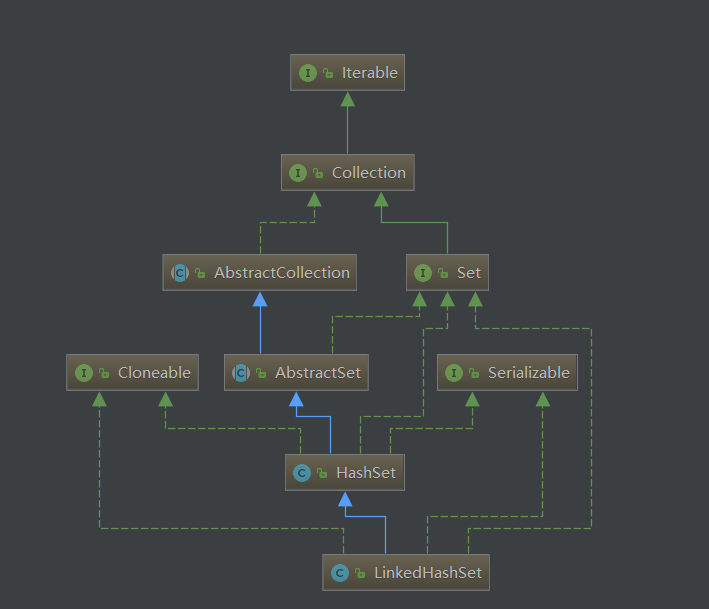 I Iterable
I Collection
C AbstractCollection
I Set
I Cloneable
C AbstractSet
I Serializable
C HashSet
C LinkedHashSet